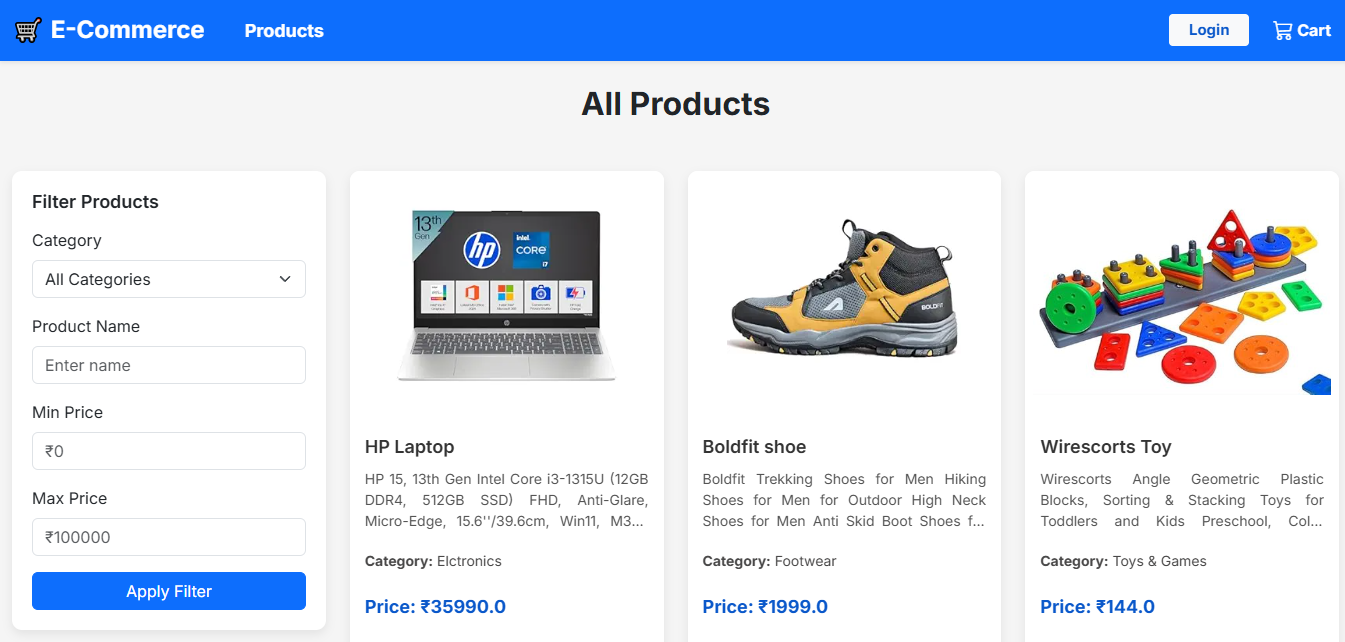 E-Commerce
Products
Login
Cart
All Products
Filter Products
Category
All Categories
Product Name
Enter name
Min Price
₹0
Max Price
₹100000
Apply Filter
13th
Gen
hp
intel.
CORE
i7
hp
HP Laptop
HP 15, 13th Gen Intel Core i3-1315U (12GB
DDR4, 512GB SSD) FHD, Anti-Glare,
Micro-Edge, 15.6''/39.6cm, Win11, M3...
Category: Elctronics
Price: ₹35990.0
BOLDFIT
Boldfit shoe
Boldfit Trekking Shoes for Men Hiking
Shoes for Men for Outdoor High Neck
Shoes for Men Anti Skid Boot Shoes f...
Category: Footwear
Price: ₹1999.0
Wirescorts Toy
Wirescorts Angle Geometric Plastic
Blocks, Sorting & Stacking Toys for
Toddlers and Kids Preschool, Col...
Category: Toys & Games
Price: ₹144.0